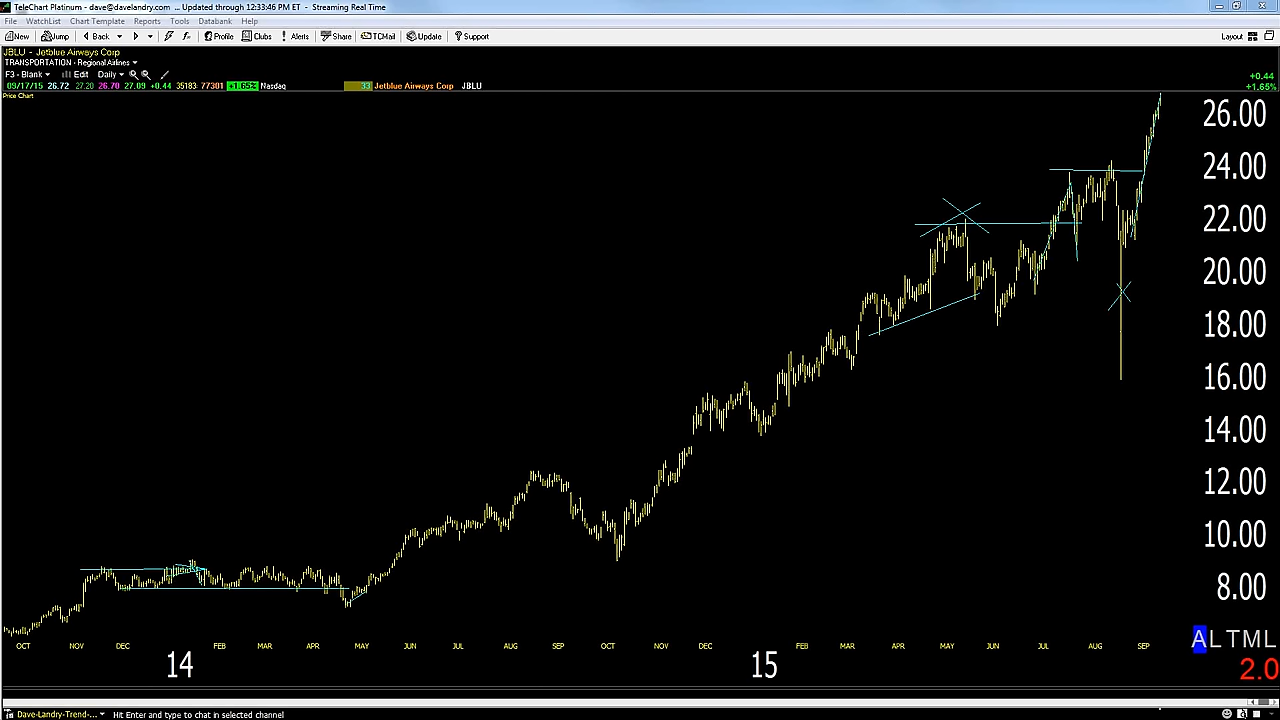 TeleChart Platinum - dave@davelandry.com ... Updated through 12:33:46 PM ET - Streaming Real Time
File WatchList Chart Template Reports Tools Databank Help
New Jump Back Profile Clubs Alerts Share TCMail Update Support Layout
JBLU - Jetblue Airways Corp
TRANSPORTATION - Regional Airlines
F3 - Blank Edit Daily
+0.44
09/17/15 26.72 27.20 26.70 27.09 +0.44 35183 77301 +1.65% Nasdaq 33 Jetblue Airways Corp JBLU +1.65%
Price Chart
26.00
24.00
22.00
20.00
18.00
16.00
14.00
12.00
10.00
8.00
ALTML
OCT NOV DEC FEB MAR APR MAY JUN JUL AUG SEP OCT NOV DEC FEB MAR APR MAY JUN JUL AUG SEP
14 15
2.0
Dave-Landry-Trend-... Hit Enter and type to chat in selected channel